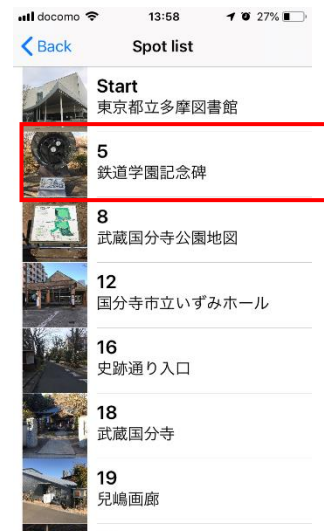 docomo 13:58 27%
Back Spot list
Start
東京都立多摩図書館
5
鉄道学園記念碑
8
武蔵国分寺公園地図
12
国分寺市立いずみホール
16
史跡通り入口
18
武蔵国分寺
19
兒嶋画廊